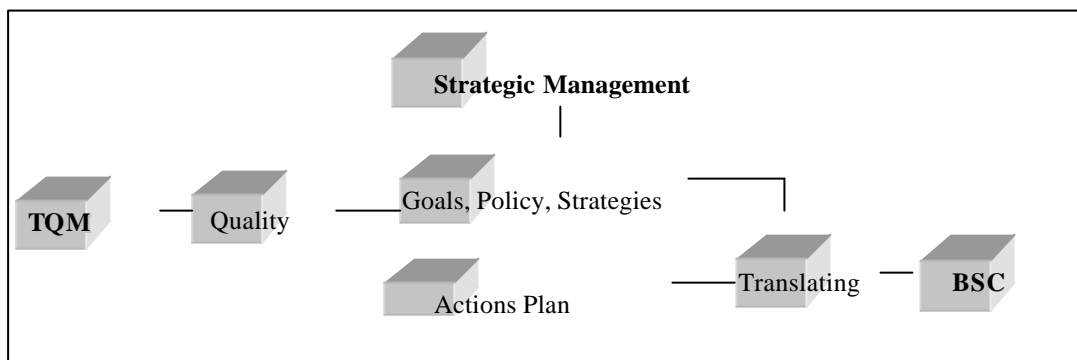 Strategic Management
Goals, Policy, Strategies
TQM
Quality
Translating
BSC
Actions Plan